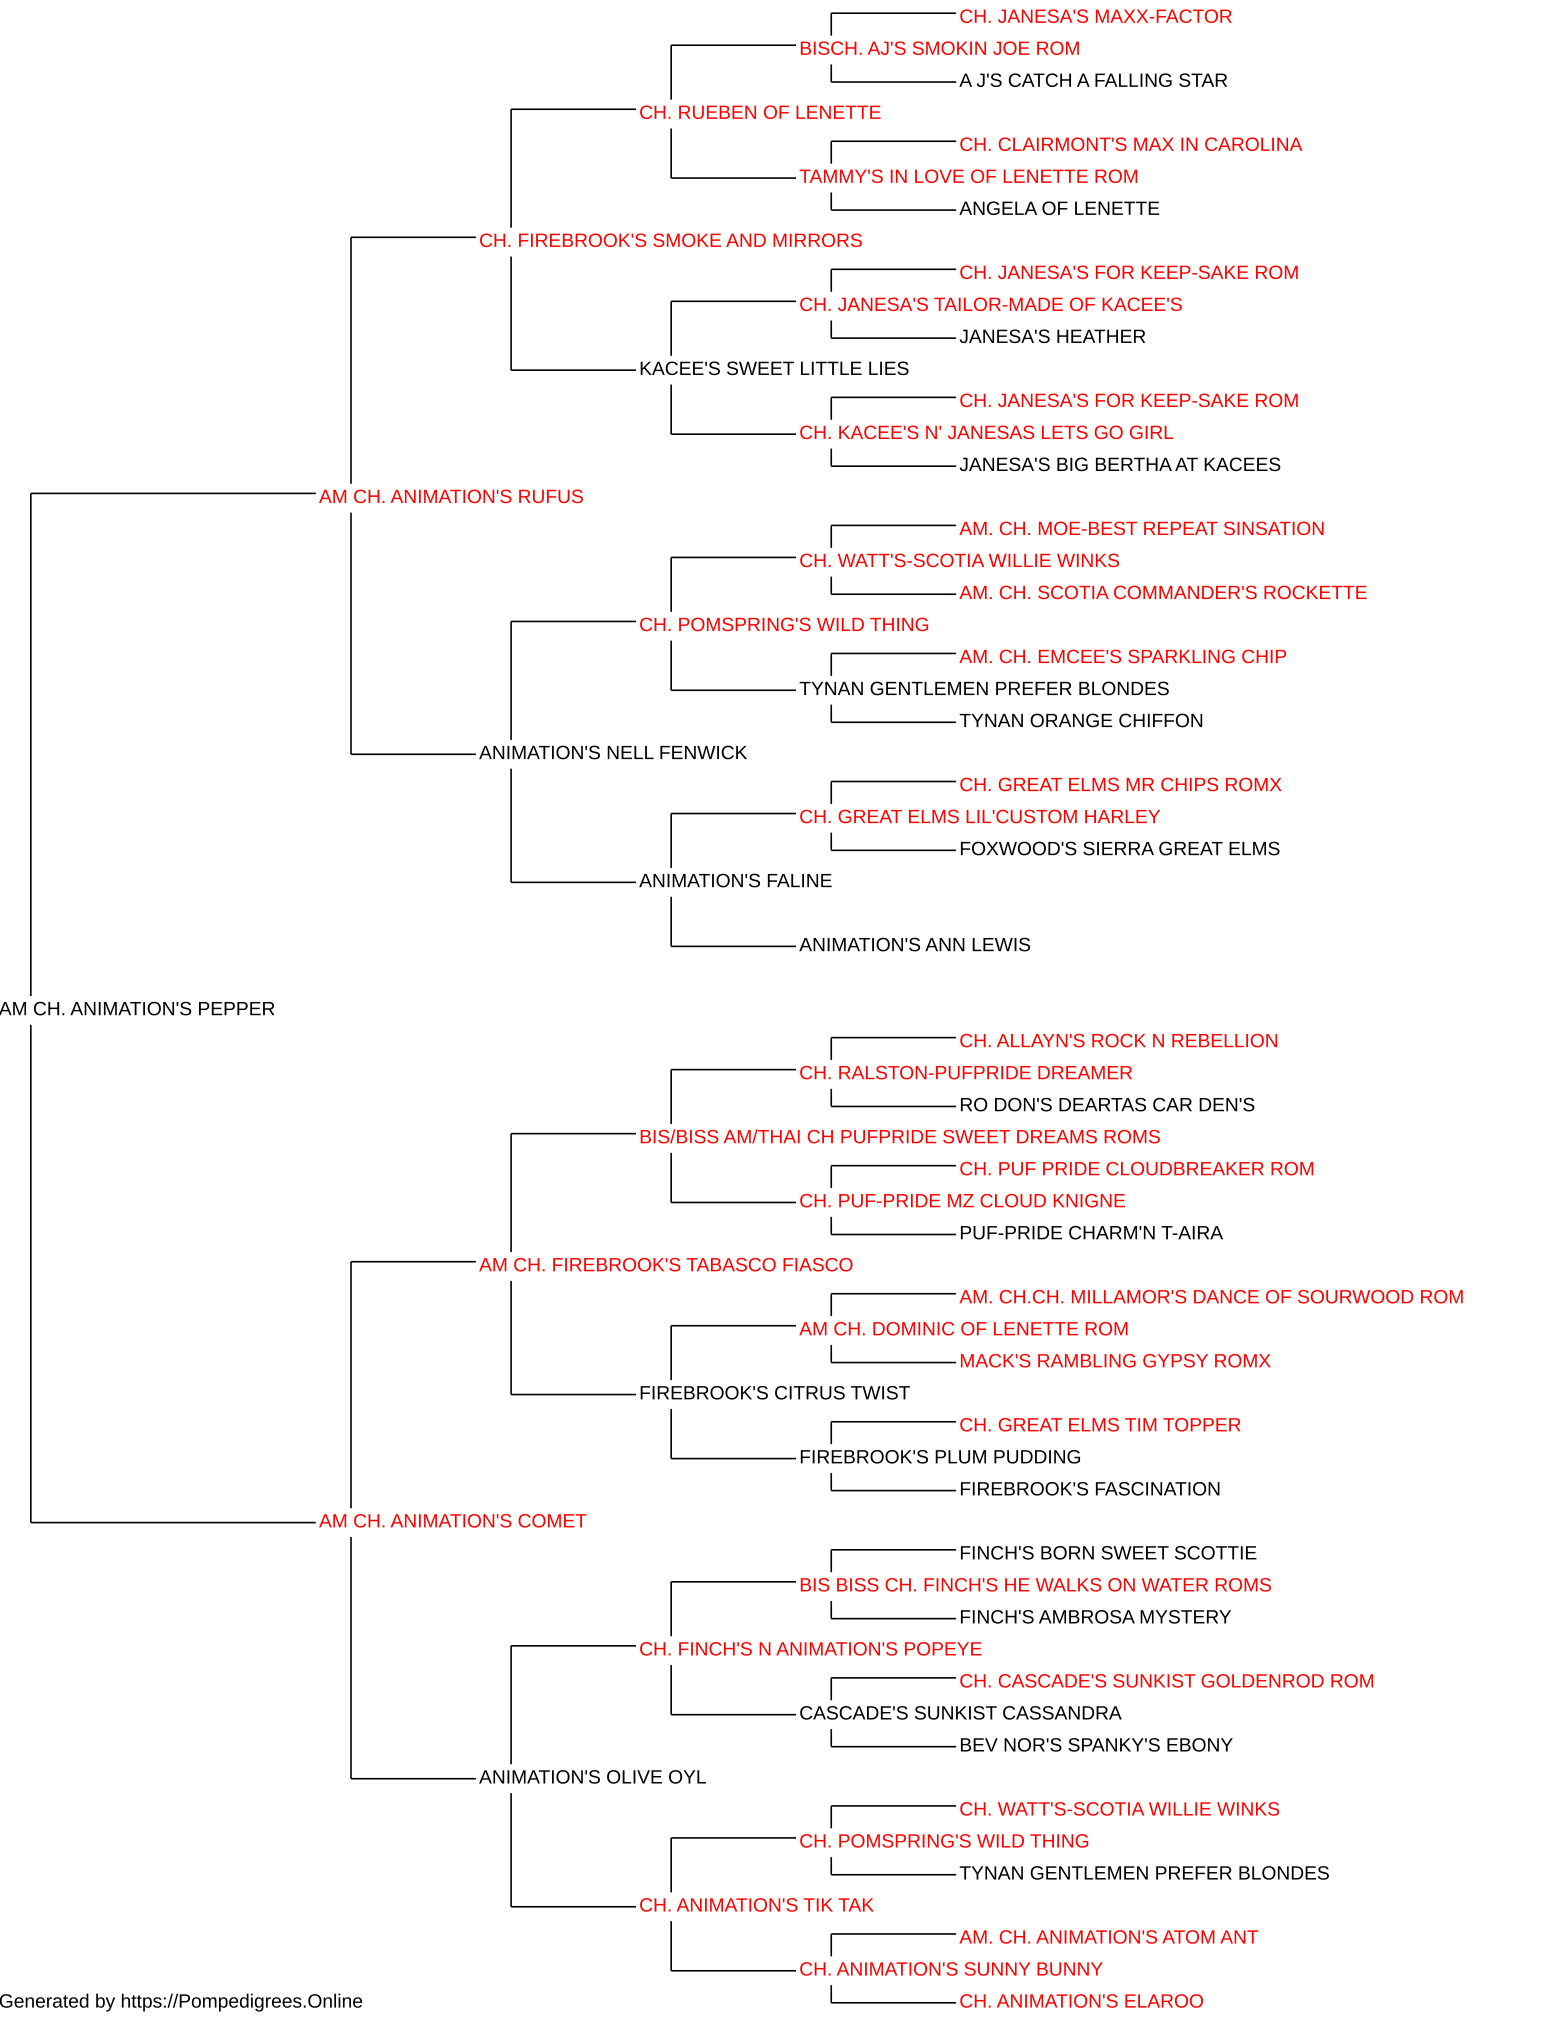 CH. JANESA'S MAXX-FACTOR
BISCH. AJ'S SMOKIN JOE ROM
A J'S CATCH A FALLING STAR
CH. RUEBEN OF LENETTE
CH. CLAIRMONT'S MAX IN CAROLINA
TAMMY'S IN LOVE OF LENETTE ROM
ANGELA OF LENETTE
CH. FIREBROOK'S SMOKE AND MIRRORS
CH. JANESA'S FOR KEEP-SAKE ROM
CH. JANESA'S TAILOR-MADE OF KACEE'S
JANESA'S HEATHER
KACEE'S SWEET LITTLE LIES
CH. JANESA'S FOR KEEP-SAKE ROM
CH. KACEE'S N' JANESAS LETS GO GIRL
JANESA'S BIG BERTHA AT KACEES
AM CH. ANIMATION'S RUFUS
AM. CH. MOE-BEST REPEAT SINSATION
CH. WATT'S-SCOTIA WILLIE WINKS
AM. CH. SCOTIA COMMANDER'S ROCKETTE
CH. POMSPRING'S WILD THING
AM. CH. EMCEE'S SPARKLING CHIP
TYNAN GENTLEMEN PREFER BLONDES
TYNAN ORANGE CHIFFON
ANIMATION'S NELL FENWICK
CH. GREAT ELMS MR CHIPS ROMX
CH. GREAT ELMS LIL'CUSTOM HARLEY
FOXWOOD'S SIERRA GREAT ELMS
ANIMATION'S FALINE
ANIMATION'S ANN LEWIS
AM CH. ANIMATION'S PEPPER
CH. ALLAYN'S ROCK N REBELLION
CH. RALSTON-PUFPRIDE DREAMER
RO DON'S DEARTAS CAR DEN'S
BIS/BISS AM/THAI CH PUFPRIDE SWEET DREAMS ROMS
CH. PUF PRIDE CLOUDBREAKER ROM
CH. PUF-PRIDE MZ CLOUD KNIGNE
PUF-PRIDE CHARM'N T-AIRA
AM CH. FIREBROOK'S TABASCO FIASCO
AM. CH.CH. MILLAMOR'S DANCE OF SOURWOOD ROM
AM CH. DOMINIC OF LENETTE ROM
MACK'S RAMBLING GYPSY ROMX
FIREBROOK'S CITRUS TWIST
CH. GREAT ELMS TIM TOPPER
FIREBROOK'S PLUM PUDDING
FIREBROOK'S FASCINATION
AM CH. ANIMATION'S COMET
FINCH'S BORN SWEET SCOTTIE
BIS BISS CH. FINCH'S HE WALKS ON WATER ROMS
FINCH'S AMBROSA MYSTERY
CH. FINCH'S N ANIMATION'S POPEYE
CH. CASCADE'S SUNKIST GOLDENROD ROM
CASCADE'S SUNKIST CASSANDRA
BEV NOR'S SPANKY'S EBONY
ANIMATION'S OLIVE OYL
CH. WATT'S-SCOTIA WILLIE WINKS
CH. POMSPRING'S WILD THING
TYNAN GENTLEMEN PREFER BLONDES
CH. ANIMATION'S TIK TAK
AM. CH. ANIMATION'S ATOM ANT
CH. ANIMATION'S SUNNY BUNNY
CH. ANIMATION'S ELAROO
Generated by https://Pompedigrees.Online